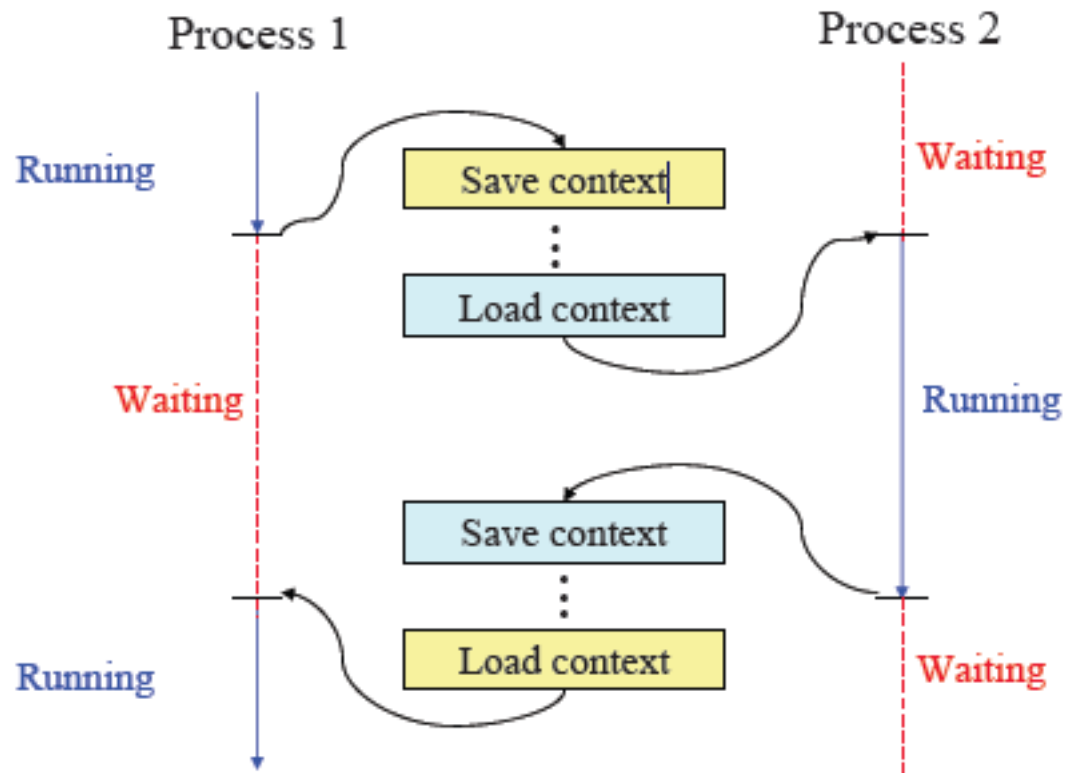 Process 1
Process 2
Running
Save context
Waiting
Load context
Waiting
Running
Save context
Running
Load context
Waiting